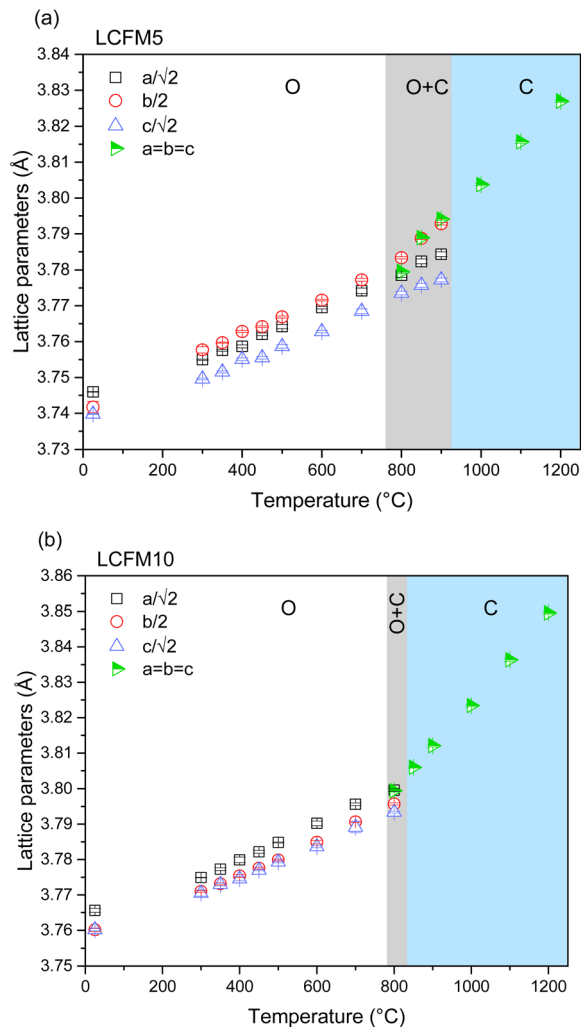 (a)
LCFM5
3.84
3.83
3.82
3.81
3.80
3.79
3.78
3.77
3.76
3.75
3.74
3.73
Lattice parameters (Å)
a/√2
b/2
c/√2
a=b=c
O
O+C
C
0 200 400 600 800 1000 1200
Temperature (°C)
(b)
LCFM10
3.86
3.85
3.84
3.83
3.82
3.81
3.80
3.79
3.78
3.77
3.76
3.75
Lattice parameters (Å)
a/√2
b/2
c/√2
a=b=c
O
O+C
C
0 200 400 600 800 1000 1200
Temperature (°C)